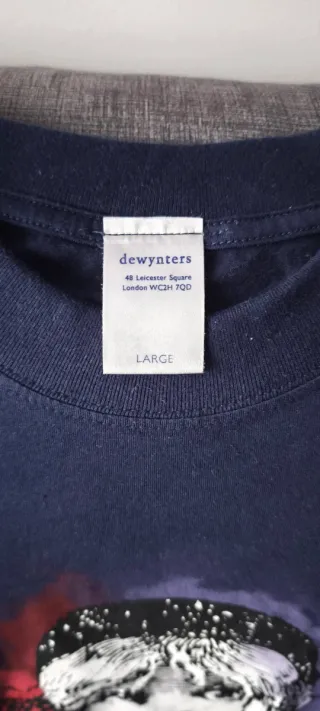 dewynters
48 Leicester Square
London WC2H 7QD
LARGE